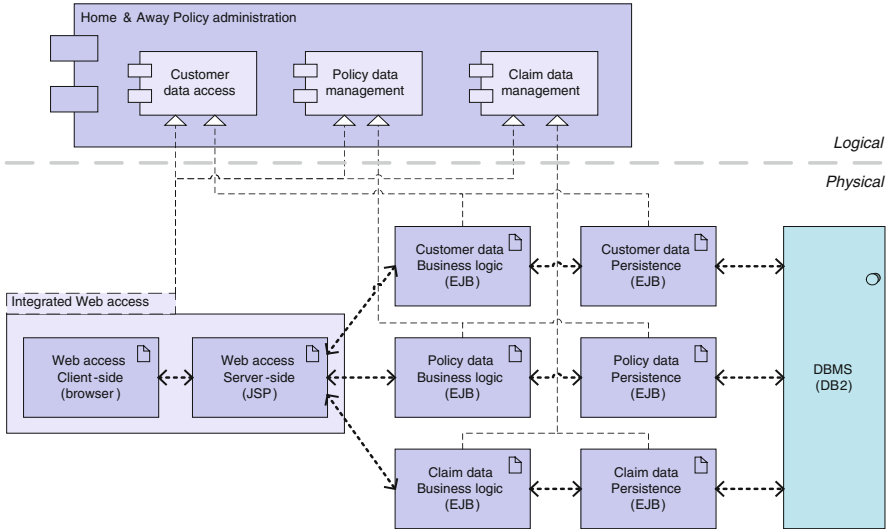 Home & Away Policy administration
Customer
data access
Policy data
management
Claim data
management
Logical
Physical
Customer data
Business logic
(EJB)
Customer data
Persistence
(EJB)
Integrated Web access
Web access
Client-side
(browser)
Web access
Server-side
(JSP)
Policy data
Business logic
(EJB)
Policy data
Persistence
(EJB)
DBMS
(DB2)
Claim data
Business logic
(EJB)
Claim data
Persistence
(EJB)